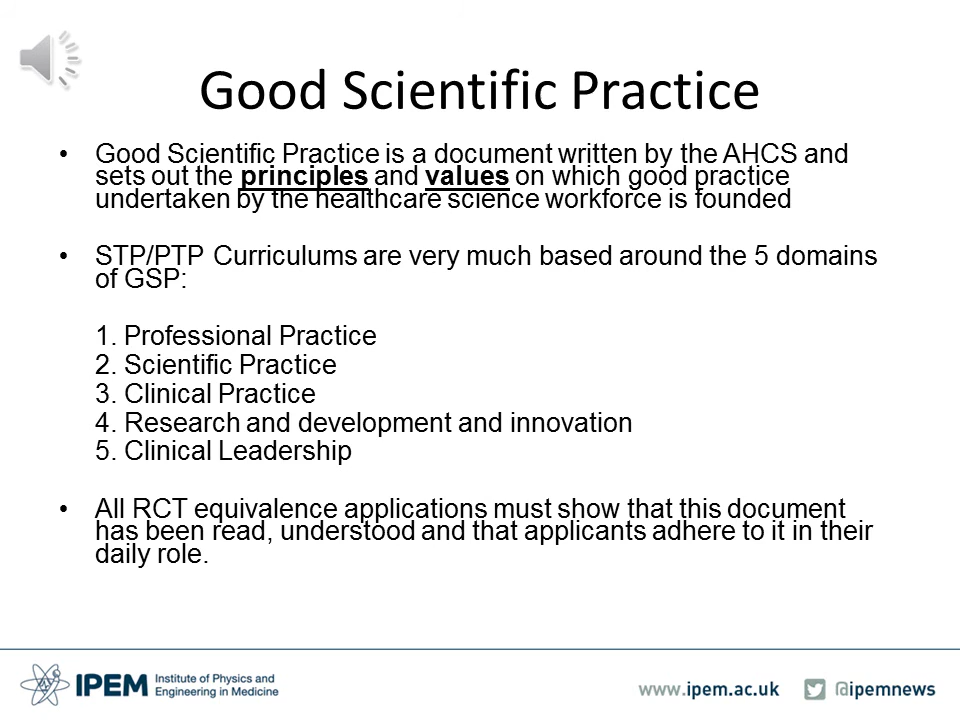 Good Scientific Practice
• Good Scientific Practice is a document written by the AHCS and
sets out the principles and values on which good practice
undertaken by the healthcare science workforce is founded
• STP/PTP Curriculums are very much based around the 5 domains
of GSP:
1. Professional Practice
2. Scientific Practice
3. Clinical Practice
4. Research and development and innovation
5. Clinical Leadership
• All RCT equivalence applications must show that this document
has been read, understood and that applicants adhere to it in their
daily role.
IPEM Institute of Physics and
Engineering in Medicine
www.ipem.ac.uk @ipemnews